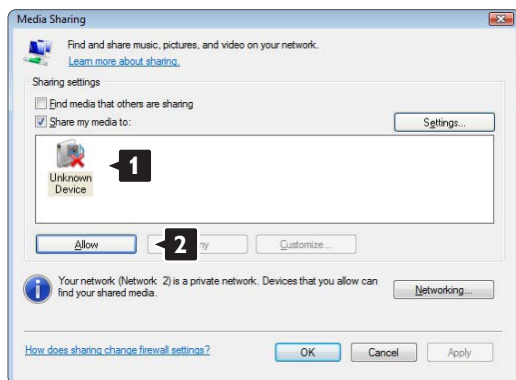 Media Sharing
Find and share music, pictures, and video on your network.
Learn more about sharing.
Sharing settings
Find media that others are sharing
Share my media to:
Settings...
Unknown
Device
1
Allow
2
ny
Customize...
Your network (Network 2) is a private network. Devices that you allow can
find your shared media.
Networking...
How does sharing change firewall settings?
OK
Cancel
Apply